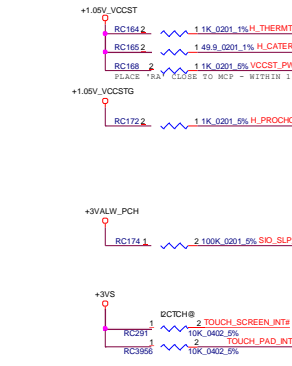 +1.05V_VCCST
RC164 2 1 1K_0201_1% H_THERMT
RC165 2 1 49.9_0201_1% H_CATER
RC168 2 1 1K_0201_5% VCCST_PW
PLACE 'RA' CLOSE TO MCP - WITHIN 1
+1.05V_VCCSTG
RC172 2 1 1K_0201_5% H_PROCHO
+3VALW_PCH
RC174 1 2 100K_0201_5% SIO_SLP
+3VS
I2CTCH@
1 2 TOUCH_SCREEN_INT#
RC291 10K_0402_5%
1 2 TOUCH_PAD_INT
RC3956 10K_0402_5%